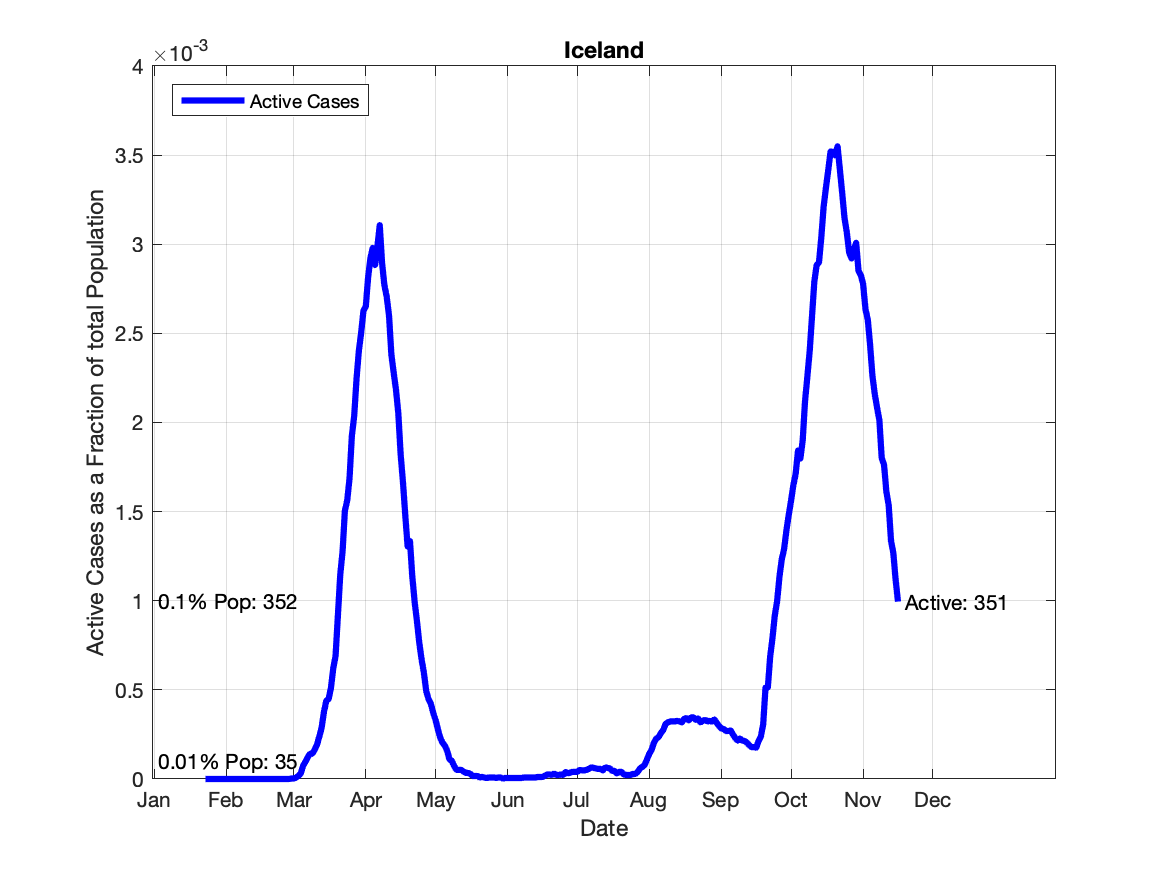 Iceland
×10-3
4
Active Cases
3.5
3
2.5
2
1.5
1
0.5
0
0.1% Pop: 352
Active: 351
0.01% Pop: 35
Active Cases as a Fraction of total Population
Jan Feb Mar Apr May Jun Jul Aug Sep Oct Nov Dec
Date